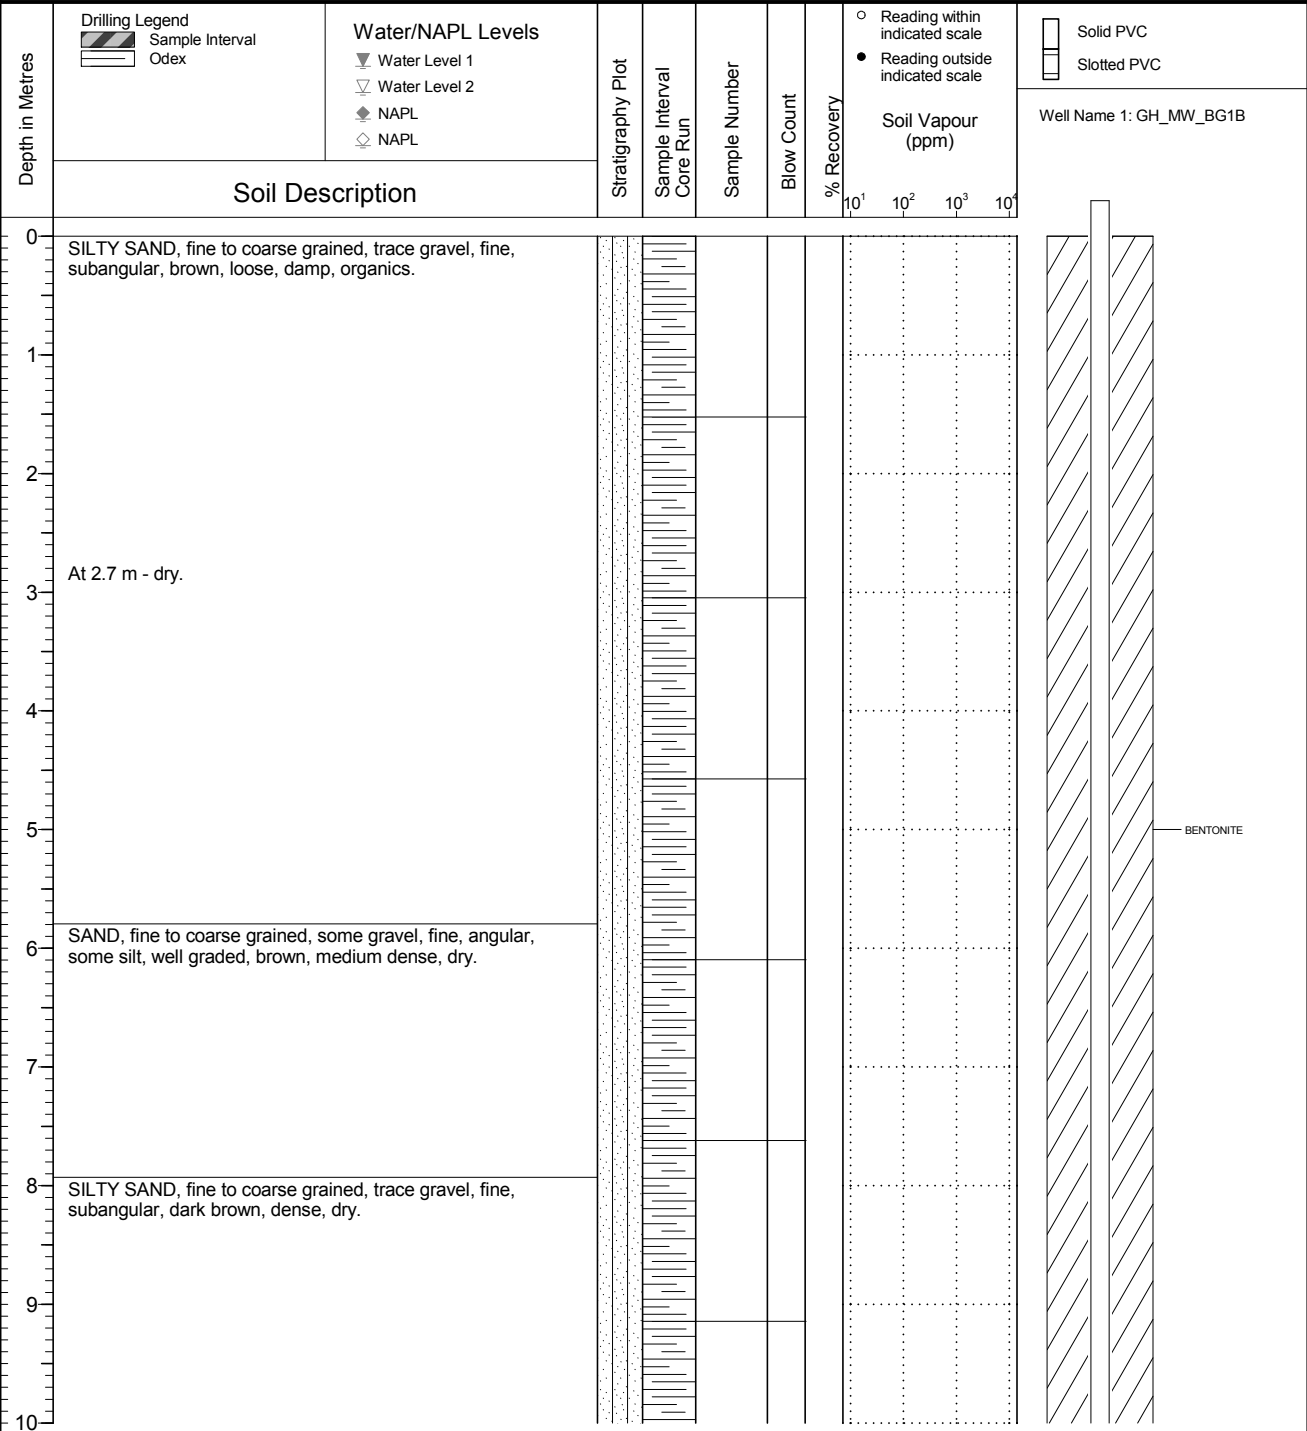 Drilling Legend
Sample Interval
Odex
Water/NAPL Levels
Water Level 1
Water Level 2
NAPL
NAPL
Depth in Metres
Soil Description
Stratigraphy Plot
Sample Interval
Core Run
Sample Number
Blow Count
% Recovery
Reading within
indicated scale
Reading outside
indicated scale
Soil Vapour
(ppm)
10¹ 10² 10³ 10⁴
Solid PVC
Slotted PVC
Well Name 1: GH_MW_BG1B
0
SILTY SAND, fine to coarse grained, trace gravel, fine,
subangular, brown, loose, damp, organics.
1
2
At 2.7 m - dry.
3
4
5
BENTONITE
SAND, fine to coarse grained, some gravel, fine, angular,
6
some silt, well graded, brown, medium dense, dry.
7
8
SILTY SAND, fine to coarse grained, trace gravel, fine,
subangular, dark brown, dense, dry.
9
10